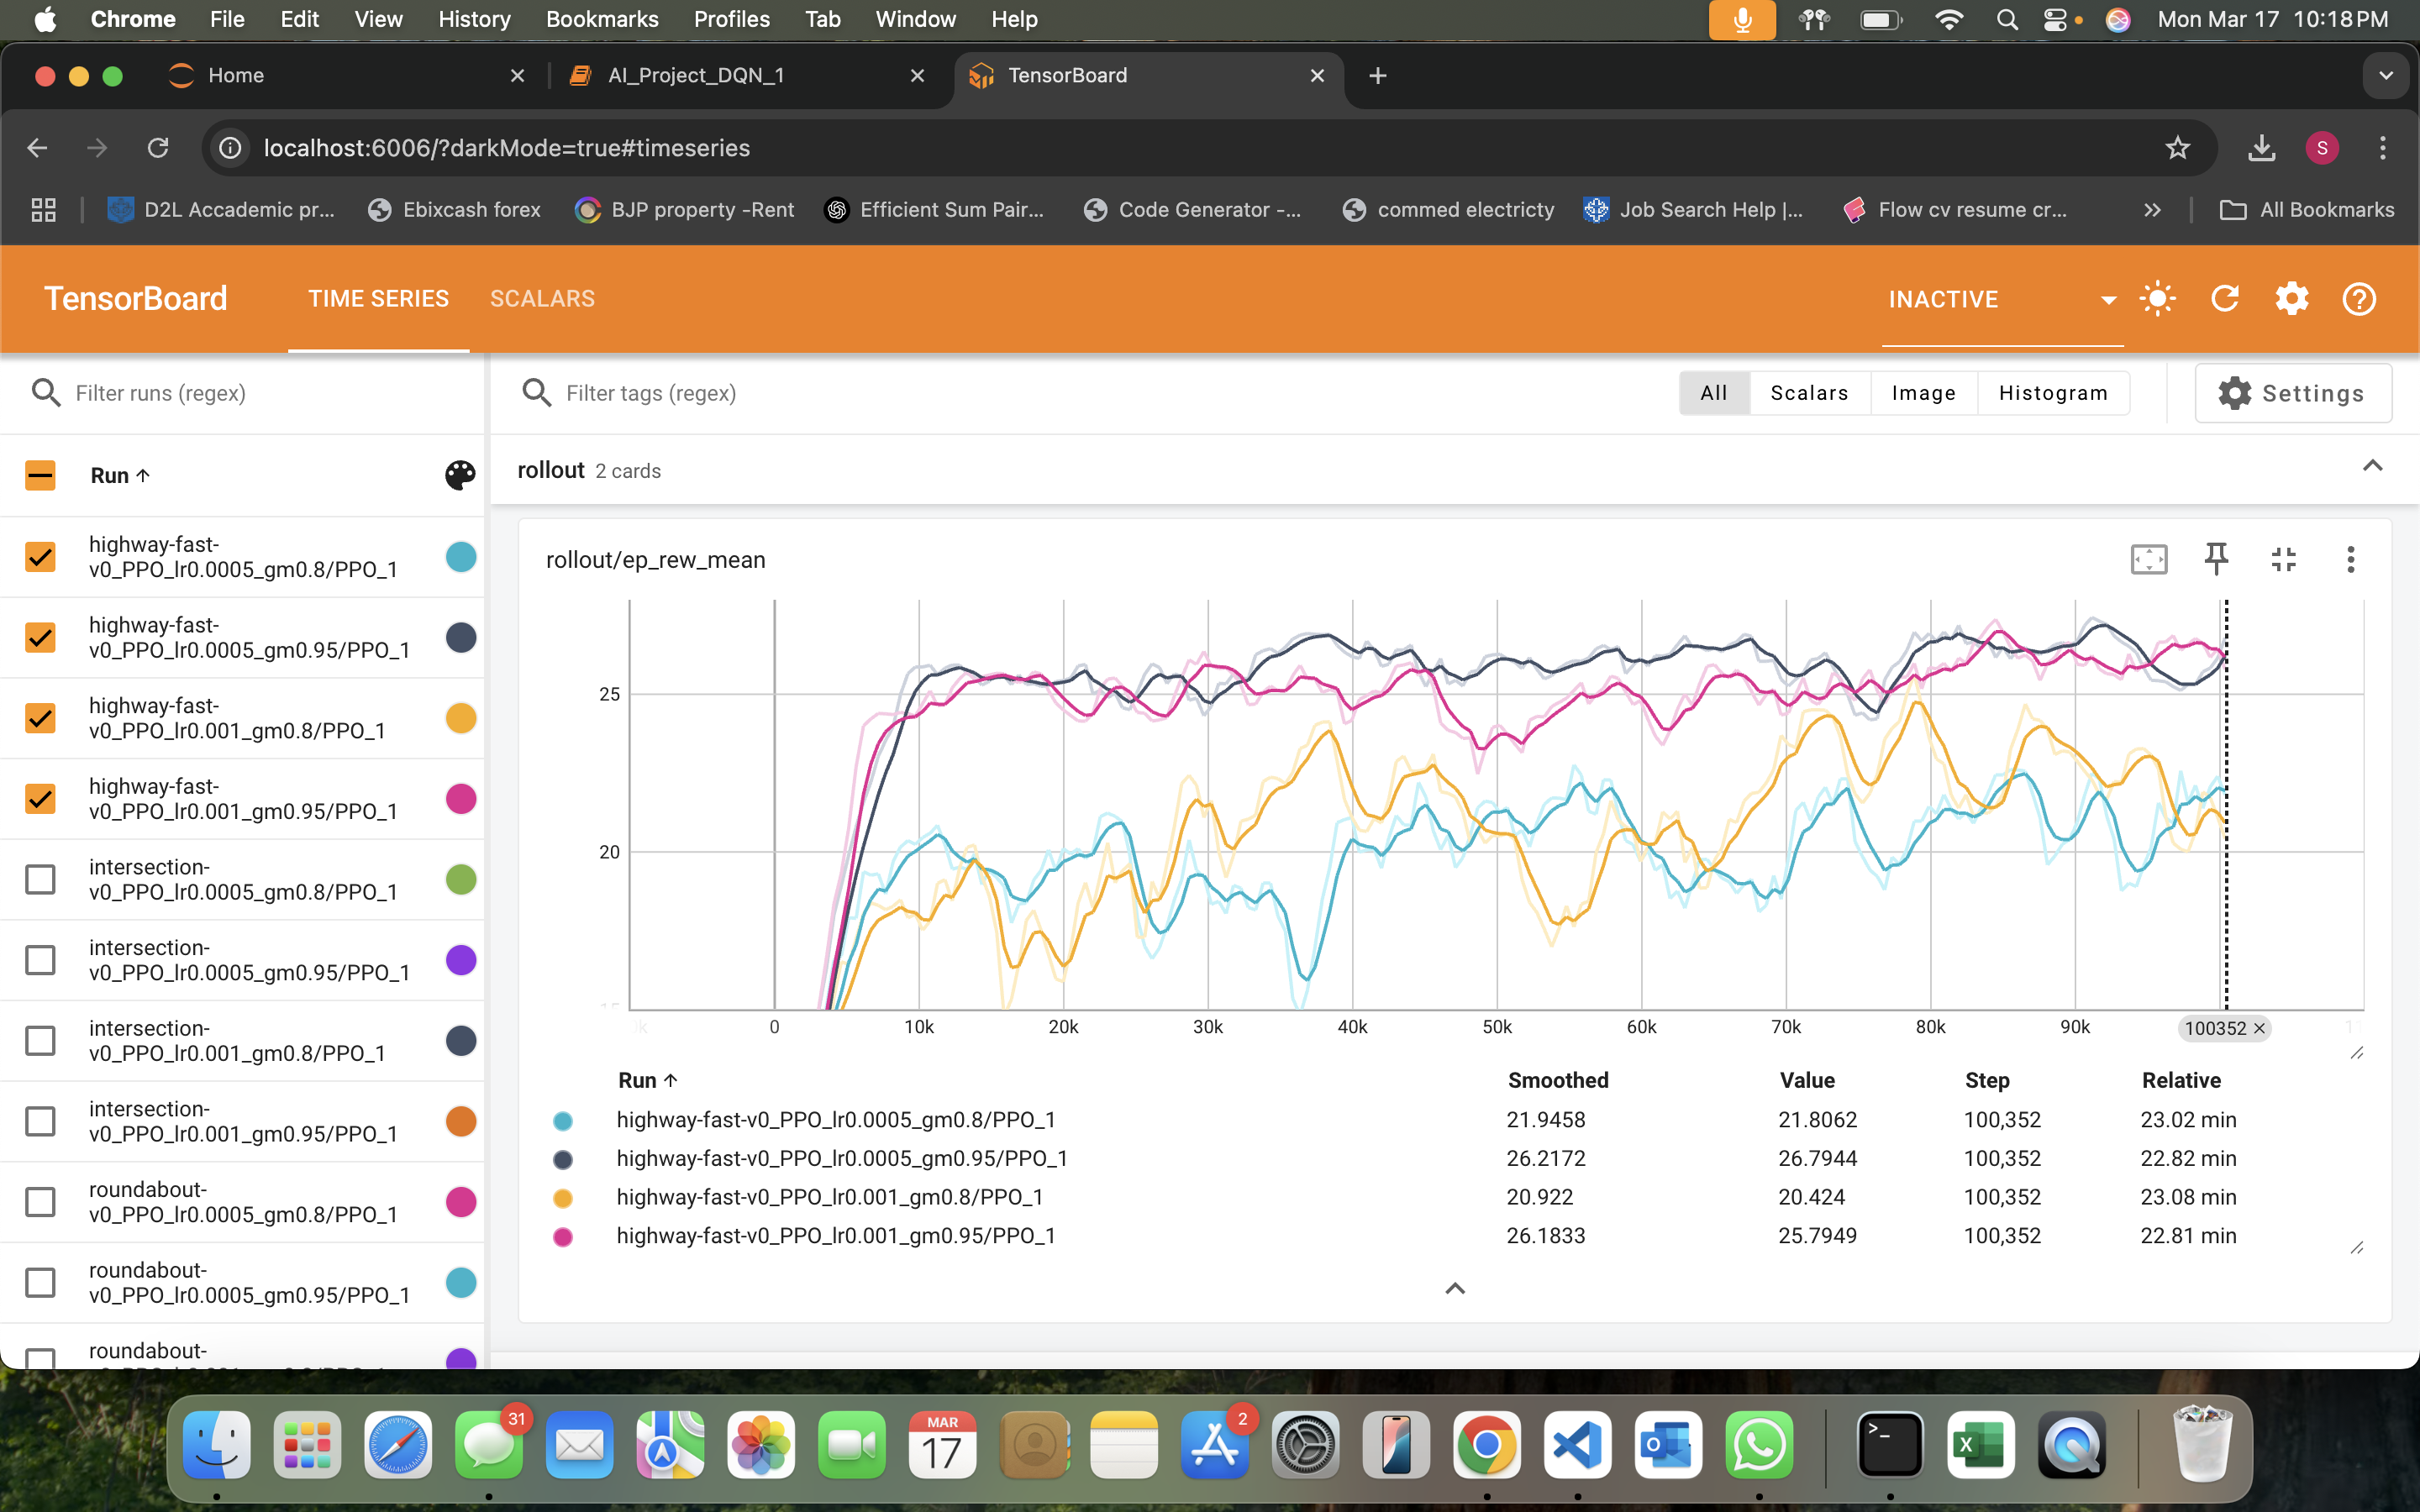 Chrome File Edit View History Bookmarks Profiles Tab Window Help Mon Mar 17 10:18 PM
Home AI_Project_DQN_1 TensorBoard
localhost:6006/?darkMode=true#timeseries S
D2L Accademic pr... Ebixcash forex BJP property -Rent Efficient Sum Pair... Code Generator -... commed electricty Job Search Help |... Flow cv resume cr... All Bookmarks
TensorBoard TIME SERIES SCALARS INACTIVE
Filter runs (regex)
Filter tags (regex) All Scalars Image Histogram Settings
Run
highway-fast-
v0_PPO_lr0.0005_gm0.8/PPO_1
highway-fast-
v0_PPO_lr0.0005_gm0.95/PPO_1
highway-fast-
v0_PPO_lr0.001_gm0.8/PPO_1
highway-fast-
v0_PPO_lr0.001_gm0.95/PPO_1
intersection-
v0_PPO_lr0.0005_gm0.8/PPO_1
intersection-
v0_PPO_lr0.0005_gm0.95/PPO_1
intersection-
v0_PPO_lr0.001_gm0.8/PPO_1
intersection-
v0_PPO_lr0.001_gm0.95/PPO_1
roundabout-
v0_PPO_lr0.0005_gm0.8/PPO_1
roundabout-
v0_PPO_lr0.0005_gm0.95/PPO_1
roundabout-
rollout 2 cards
rollout/ep_rew_mean
25
20
0 10k 20k 30k 40k 50k 60k 70k 80k 90k 100352
Run Smoothed Value Step Relative
highway-fast-v0_PPO_lr0.0005_gm0.8/PPO_1 21.9458 21.8062 100,352 23.02 min
highway-fast-v0_PPO_lr0.0005_gm0.95/PPO_1 26.2172 26.7944 100,352 22.82 min
highway-fast-v0_PPO_lr0.001_gm0.8/PPO_1 20.922 20.424 100,352 23.08 min
highway-fast-v0_PPO_lr0.001_gm0.95/PPO_1 26.1833 25.7949 100,352 22.81 min
31
MAR
17
2